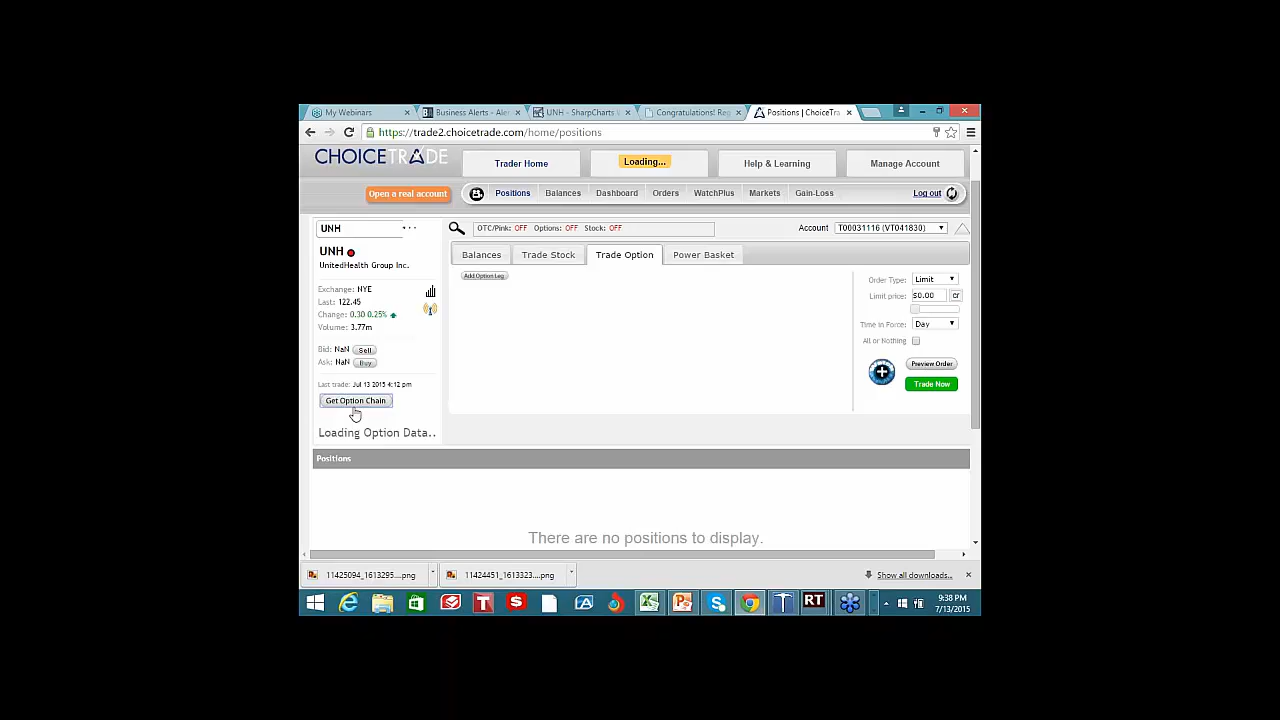 My Webinars
Business Alerts - Ale
UNH - SharpCharts W
Congratulations! Re
Positions | ChoiceTra
https://trade2.choicetrade.com/home/positions
CHOICETRADE
Trader Home
Loading...
Help & Learning
Manage Account
Open a real account
Positions
Balances
Dashboard
Orders
WatchPlus
Markets
Gain-Loss
Log out
UNH
OTC/Pink: OFF Options: OFF Stock: OFF
Account T00031116 (VT041830)
UNH
UnitedHealth Group Inc.
Balances
Trade Stock
Trade Option
Power Basket
Add Option Leg
Exchange: NYE
Last: 122.45
Change: 0.30 0.25%
Volume: 3.77m
Bid: NaN Sell
Ask: NaN Buy
Last trade: Jul 13 2015 4:12 pm
Get Option Chain
Loading Option Data..
Order Type: Limit
Limit price: $0.00 cr
Time in Force: Day
All or Nothing
Preview Order
Trade Now
Positions
There are no positions to display.
11425094_1613295....png
11424451_1613323....png
Show all downloads...
RT
9:38 PM
7/13/2015